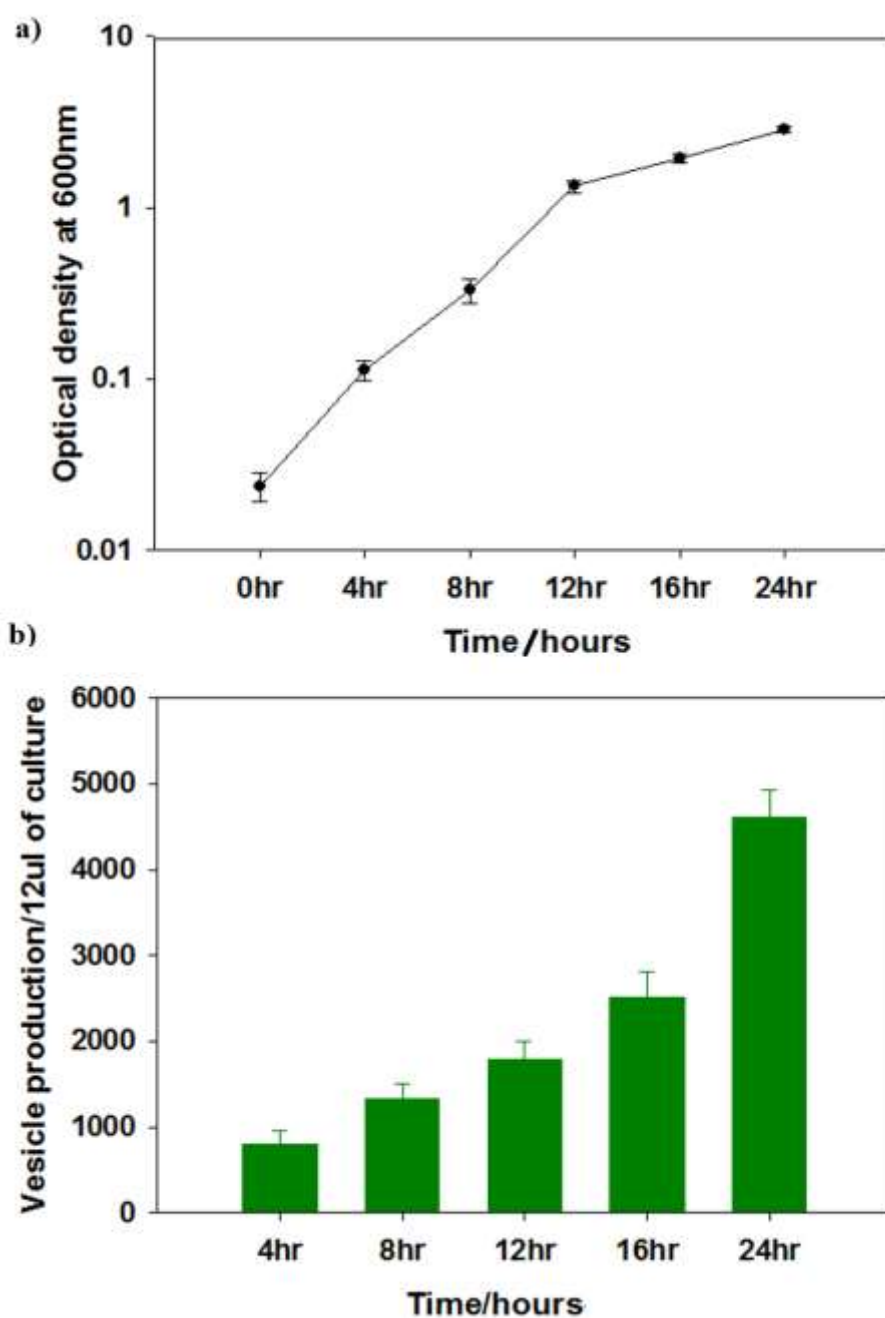 a)
10
1
0.1
0.01
Optical density at 600nm
0hr 4hr 8hr 12hr 16hr 24hr
Time/hours
b)
6000
5000
4000
3000
2000
1000
0
Vesicle production/12ul of culture
4hr 8hr 12hr 16hr 24hr
Time/hours